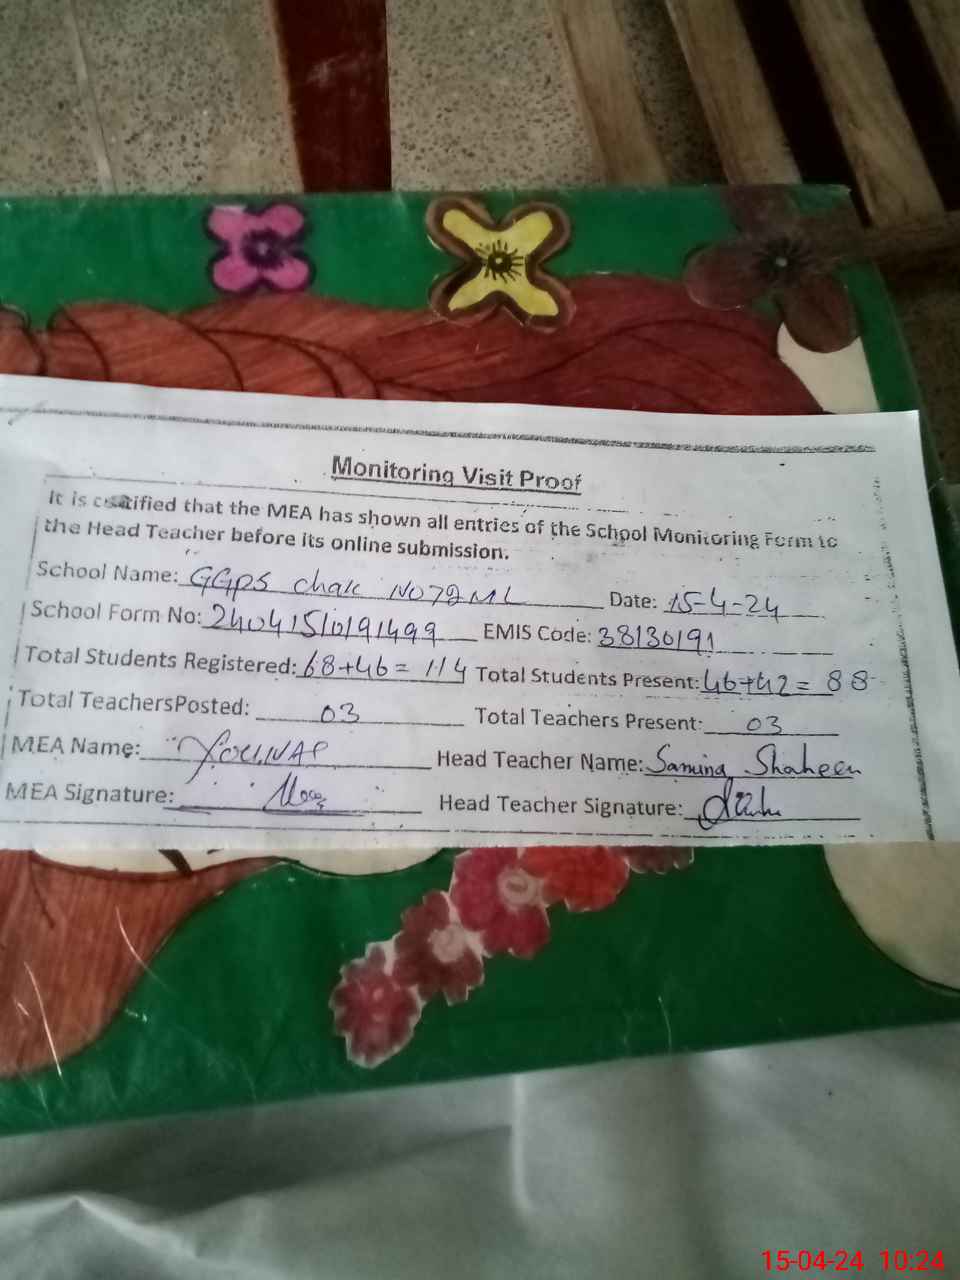 Monitoring Visit Proof
It is certified that the MEA has shown all entries of the School Monitoring Form to
the Head Teacher before its online submission.
School Name: GGPS Chak No 72 ML Date: 15-4-24
School Form No: 24041510191499 EMIS Code: 38130191
Total Students Registered: 68+46 = 114 Total Students Present: 46+42 = 88
Total TeachersPosted: 03 Total Teachers Present: 03
MEA Name: Head Teacher Name: Samina Shaheen
MEA Signature: Head Teacher Signature:
15-04-24 10:24